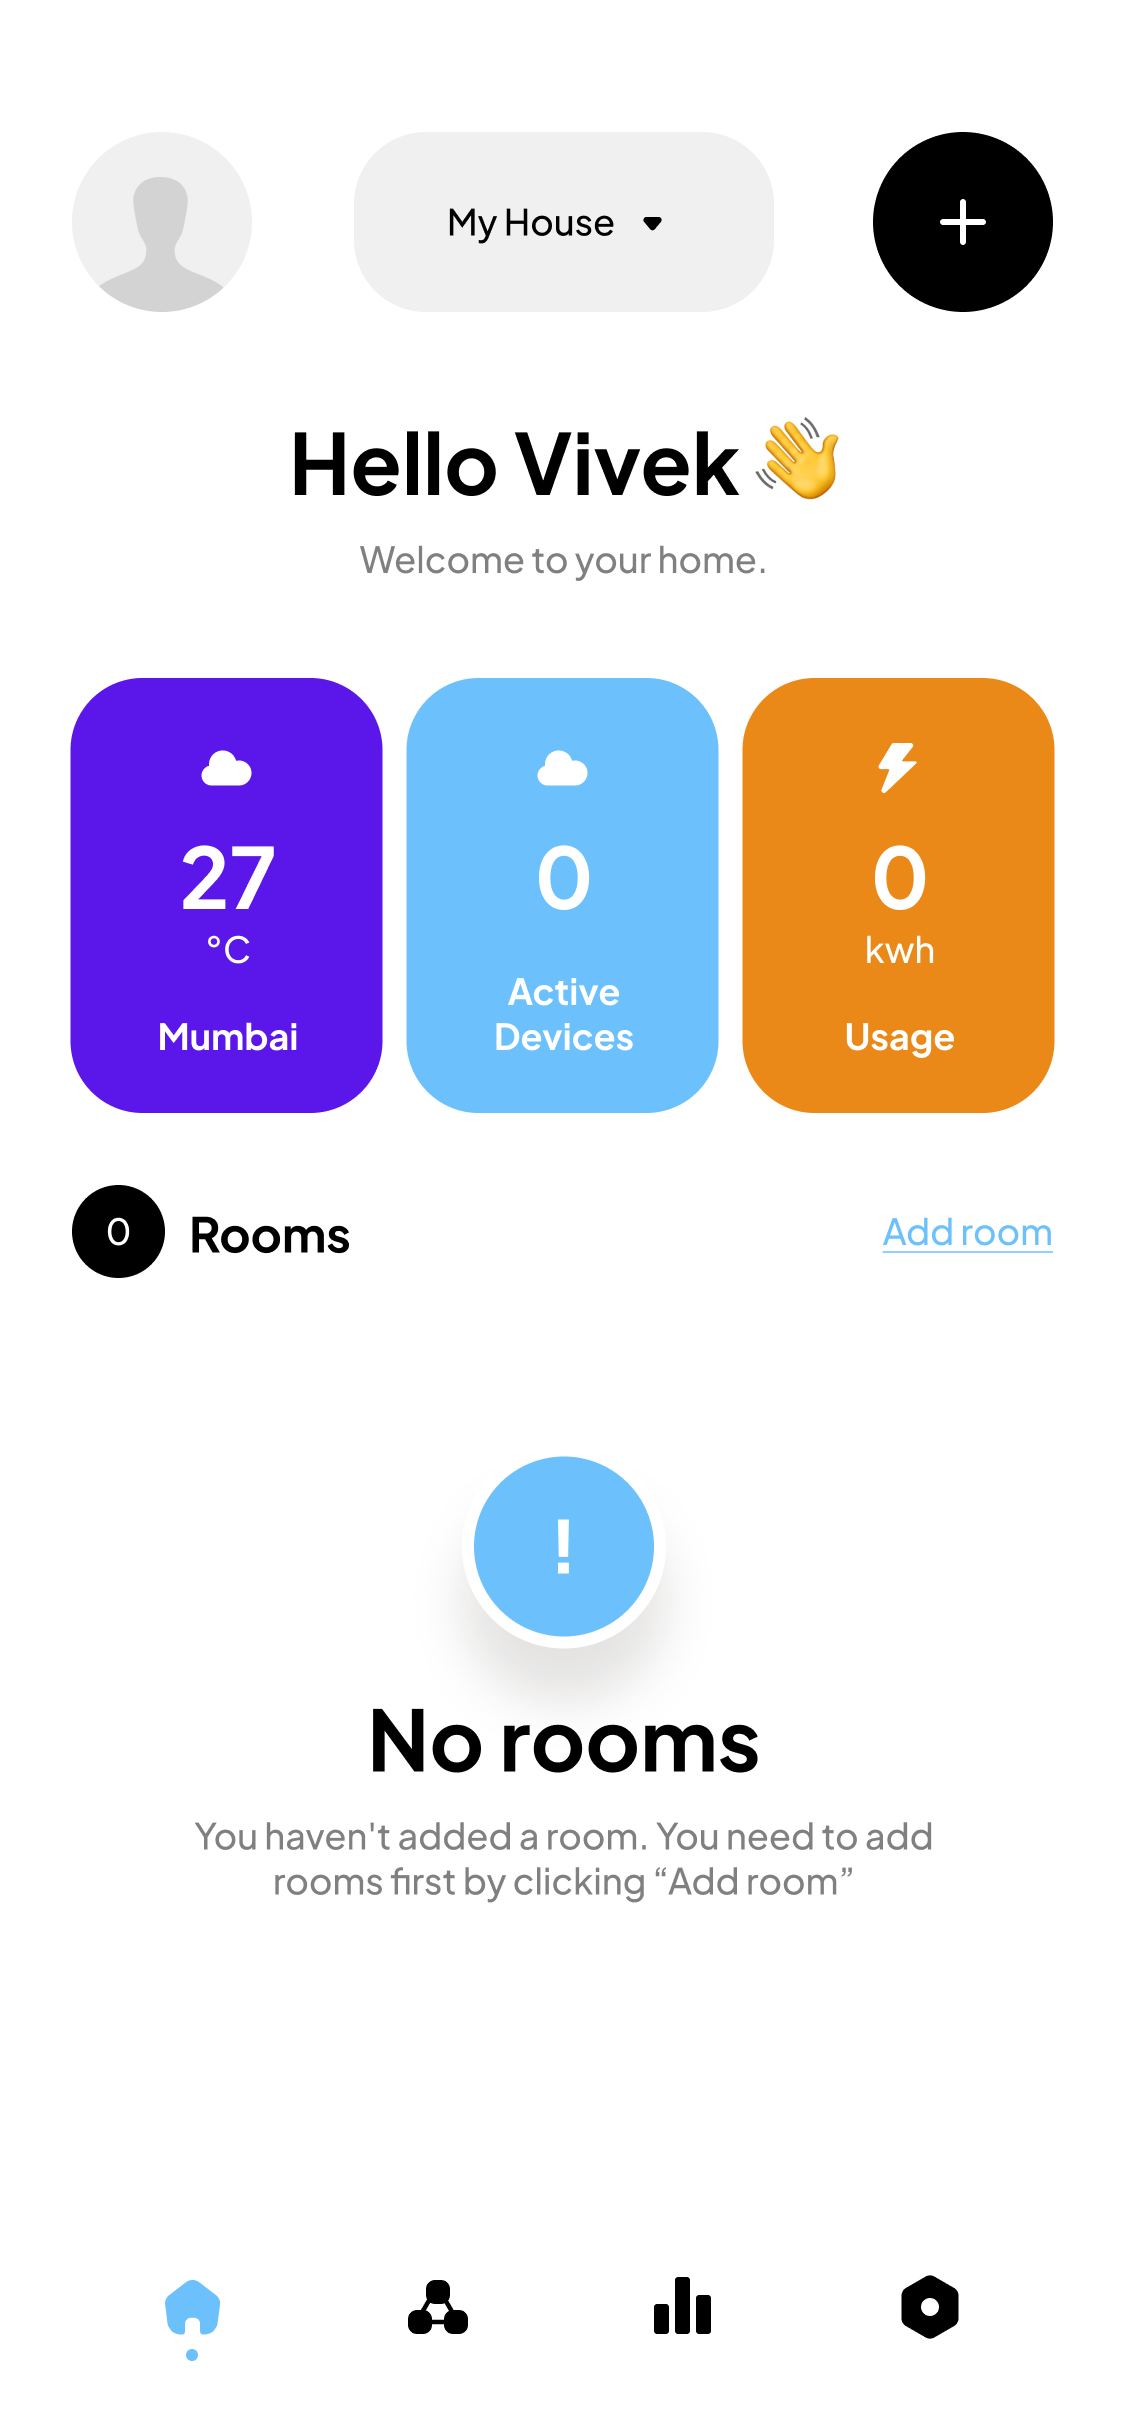 My House
Hello Vivek 👋
Welcome to your home.
27
°C
Mumbai
0
Active
Devices
0
kwh
Usage
0
Rooms
Add room
!
No rooms
You haven't added a room. You need to add
rooms first by clicking “Add room”